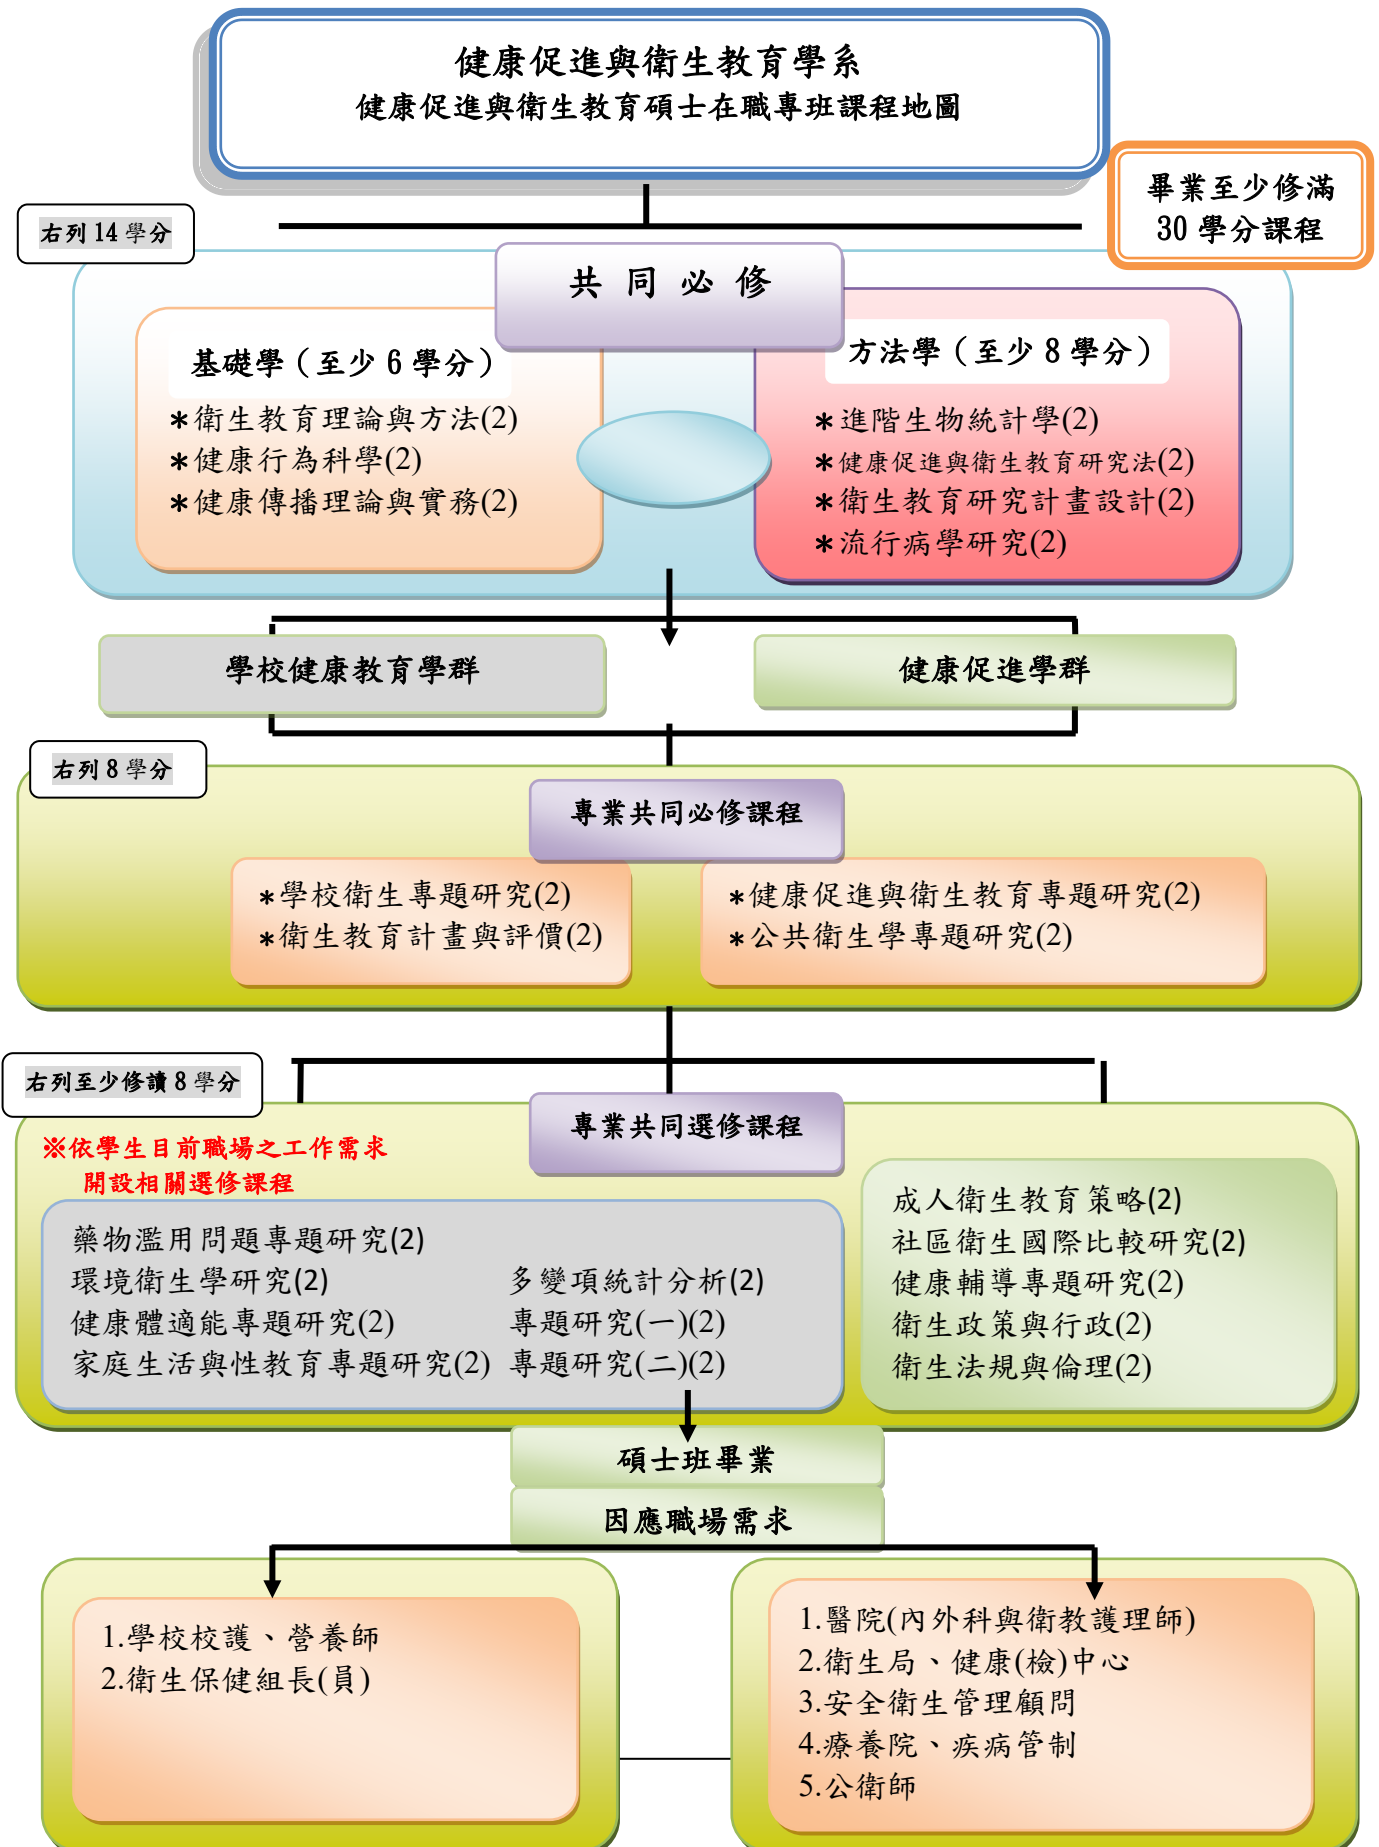 健康促進與衛生教育學系
健康促進與衛生教育碩士在職專班課程地圖
畢業至少修滿
30 學分課程
右列 14 學分
共 同 必 修
基礎學（至少 6 學分）
*衛生教育理論與方法(2)
*健康行為科學(2)
*健康傳播理論與實務(2)
方法學（至少 8 學分）
*進階生物統計學(2)
*健康促進與衛生教育研究法(2)
*衛生教育研究計畫設計(2)
*流行病學研究(2)
學校健康教育學群
健康促進學群
右列 8 學分
專業共同必修課程
*學校衛生專題研究(2)
*衛生教育計畫與評價(2)
*健康促進與衛生教育專題研究(2)
*公共衛生學專題研究(2)
右列至少修讀 8 學分
專業共同選修課程
※依學生目前職場之工作需求
開設相關選修課程
藥物濫用問題專題研究(2)
環境衛生學研究(2) 多變項統計分析(2)
健康體適能專題研究(2) 專題研究(一)(2)
家庭生活與性教育專題研究(2) 專題研究(二)(2)
成人衛生教育策略(2)
社區衛生國際比較研究(2)
健康輔導專題研究(2)
衛生政策與行政(2)
衛生法規與倫理(2)
碩士班畢業
因應職場需求
1.學校校護、營養師
2.衛生保健組長(員)
1.醫院(內外科與衛教護理師)
2.衛生局、健康(檢)中心
3.安全衛生管理顧問
4.療養院、疾病管制
5.公衛師